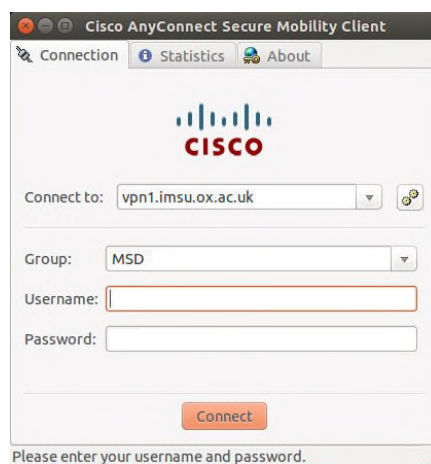 Cisco AnyConnect Secure Mobility Client
Connection Statistics About
CISCO
Connect to: vpn1.imsu.ox.ac.uk
Group: MSD
Username:
Password:
Connect
Please enter your username and password.